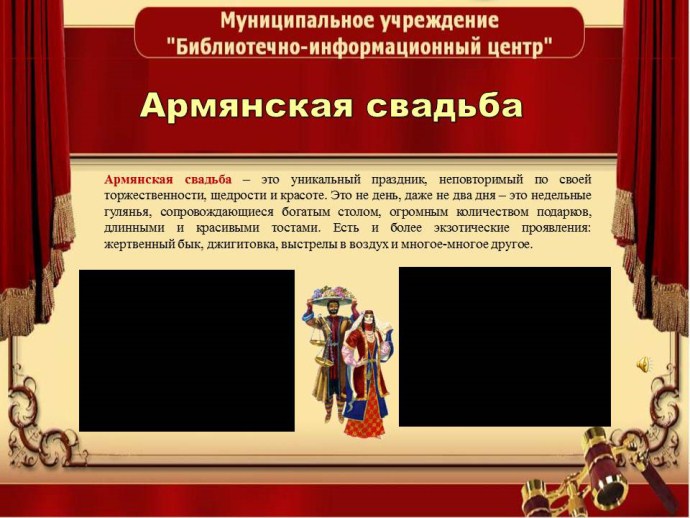 Муниципальное учреждение
"Библиотечно-информационный центр"
Армянская свадьба
Армянская свадьба – это уникальный праздник, неповторимый по своей
торжественности, щедрости и красоте. Это не день, даже не два дня – это недельные
гулянья, сопровождающиеся богатым столом, огромным количеством подарков,
длинными и красивыми тостами. Есть и более экзотические проявления:
жертвенный бык, джигитовка, выстрелы в воздух и многое-многое другое.